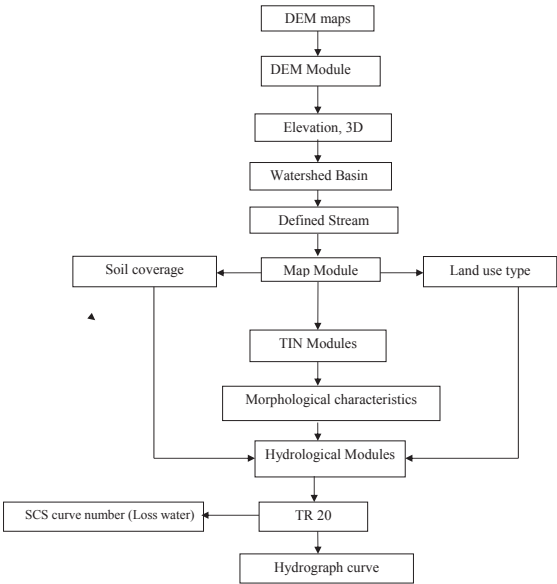 DEM maps
DEM Module
Elevation, 3D
Watershed Basin
Defined Stream
Soil coverage
Map Module
Land use type
TIN Modules
Morphological characteristics
Hydrological Modules
SCS curve number (Loss water)
TR 20
Hydrograph curve